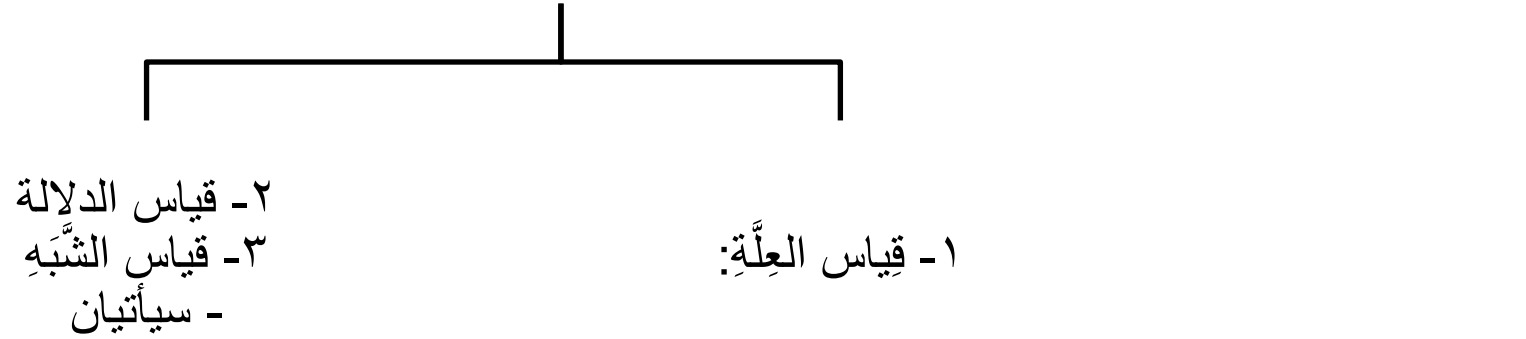 ١- قِياس العِلَّةِ:
٢- قياس الدلالة
٣- قياس الشَّبَهِ
- سيأتيان